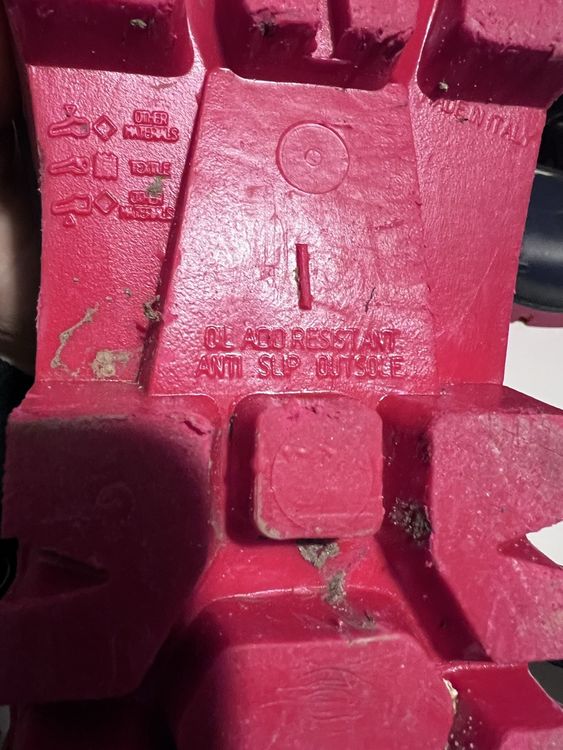 OTHER
MATERIALS
TEXTILE
OTHER
MATERIALS
MADE IN ITALY
I
OIL ACID RESISTANT
ANTI SLIP OUTSOLE